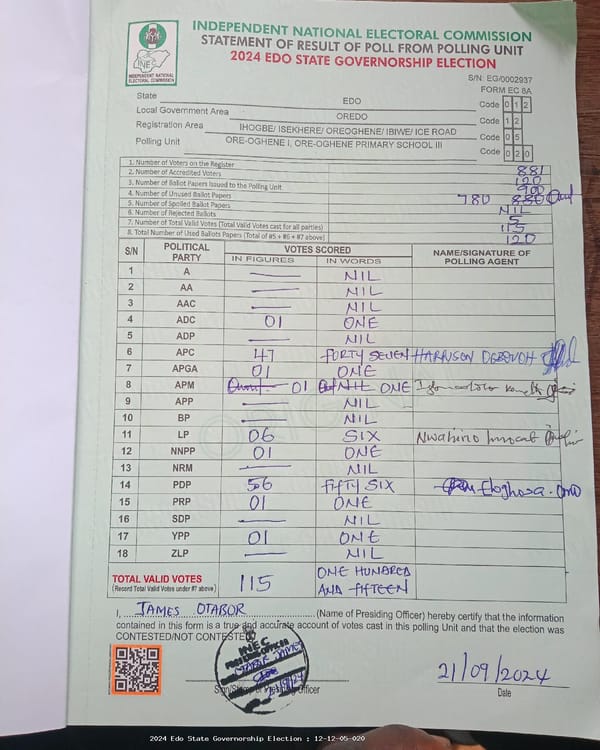 INDEPENDENT NATIONAL ELECTORAL COMMISSION
STATEMENT OF RESULT OF POLL FROM POLLING UNIT
2024 EDO STATE GOVERNORSHIP ELECTION
INEC
INDEPENDENT NATIONAL ELECTORAL COMMISSION
S/N: EG/0002937
FORM EC 8A
State EDO Code 0 1 2
Local Government Area OREDO Code 1 2
Registration Area IHOGBE/ ISEKHERE/ OREOGHENE/ IBIWE/ ICE ROAD Code 0 5
Polling Unit ORE-OGHENE I, ORE-OGHENE PRIMARY SCHOOL III Code 0 2 0
1. Number of Voters on the Register 881
2. Number of Accredited Voters 120
3. Number of Ballot Papers Issued to the Polling Unit 900
4. Number of Unused Ballot Papers 780 880
5. Number of Spoiled Ballot Papers NIL
6. Number of Rejected Ballots 5
7. Number of Total Valid Votes (Total Valid Votes cast for all parties) 115
8. Total Number of Used Ballots Papers (Total of #5 + #6 + #7 above) 120
S/N POLITICAL PARTY VOTES SCORED NAME/SIGNATURE OF POLLING AGENT
IN FIGURES IN WORDS
1 A — NIL
2 AA — NIL
3 AAC — NIL
4 ADC 01 ONE
5 ADP — NIL
6 APC 47 FORTY SEVEN HARRISON
7 APGA 01 ONE
8 APM 01 NIL ONE
9 APP — NIL
10 BP — NIL
11 LP 06 SIX
12 NNPP 01 ONE
13 NRM — NIL
14 PDP 56 FIFTY SIX Eloghosa
15 PRP 01 ONE
16 SDP — NIL
17 YPP 01 ONE
18 ZLP — NIL
TOTAL VALID VOTES 115 ONE HUNDRED AND FIFTEEN
(Record Total Valid Votes under #7 above)
I, JAMES OTABOR (Name of Presiding Officer) hereby certify that the information
contained in this form is a true and accurate account of votes cast in this polling Unit and that the election was
CONTESTED/NOT CONTESTED
INEC
PRESIDING OFFICER
OTABOR JAMES
21/9/24
Sign/Stamp of Presiding Officer
21/09/2024
Date
2024 Edo State Governorship Election : 12-12-05-020